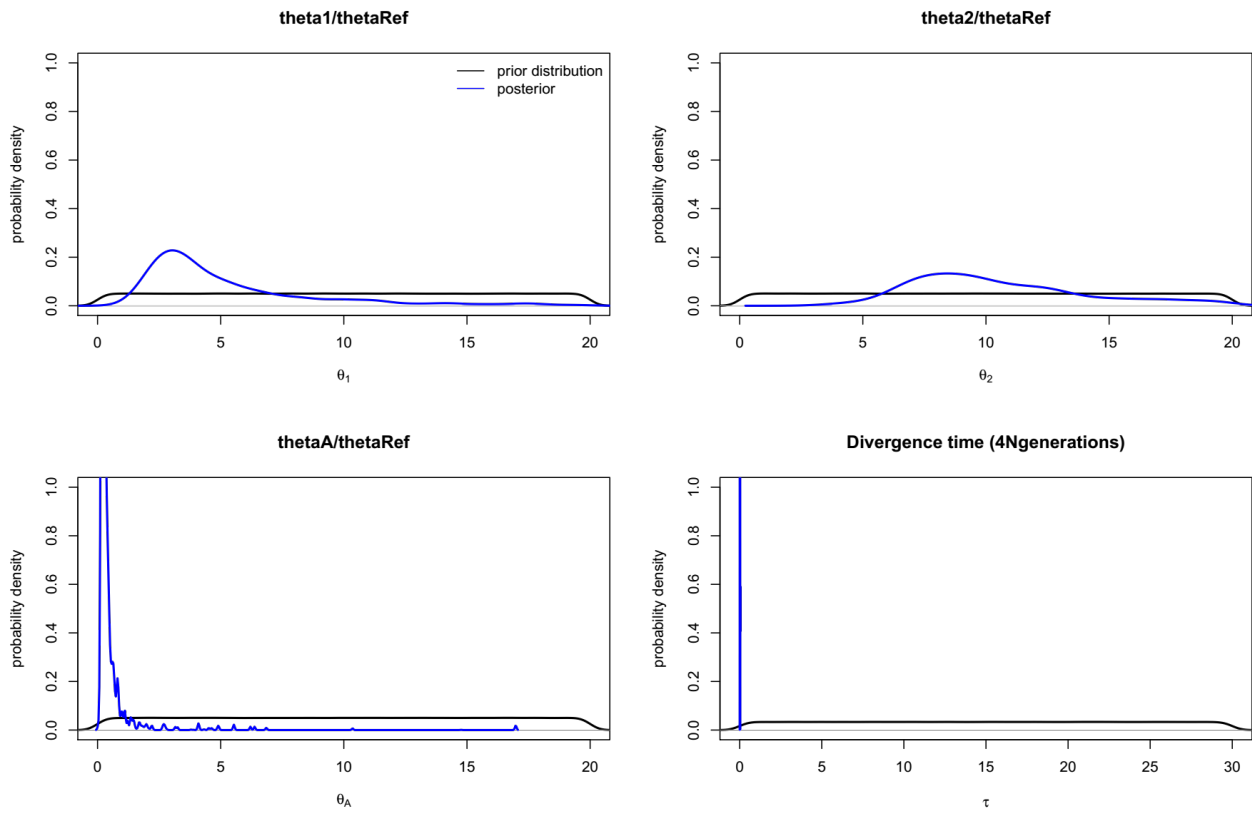 theta1/thetaRef
probability density
0.0 0.2 0.4 0.6 0.8 1.0
prior distribution
posterior
0 5 10 15 20
θ1
theta2/thetaRef
probability density
0.0 0.2 0.4 0.6 0.8 1.0
0 5 10 15 20
θ2
thetaA/thetaRef
probability density
0.0 0.2 0.4 0.6 0.8 1.0
0 5 10 15 20
θA
Divergence time (4Ngenerations)
probability density
0.0 0.2 0.4 0.6 0.8 1.0
0 5 10 15 20 25 30
τ